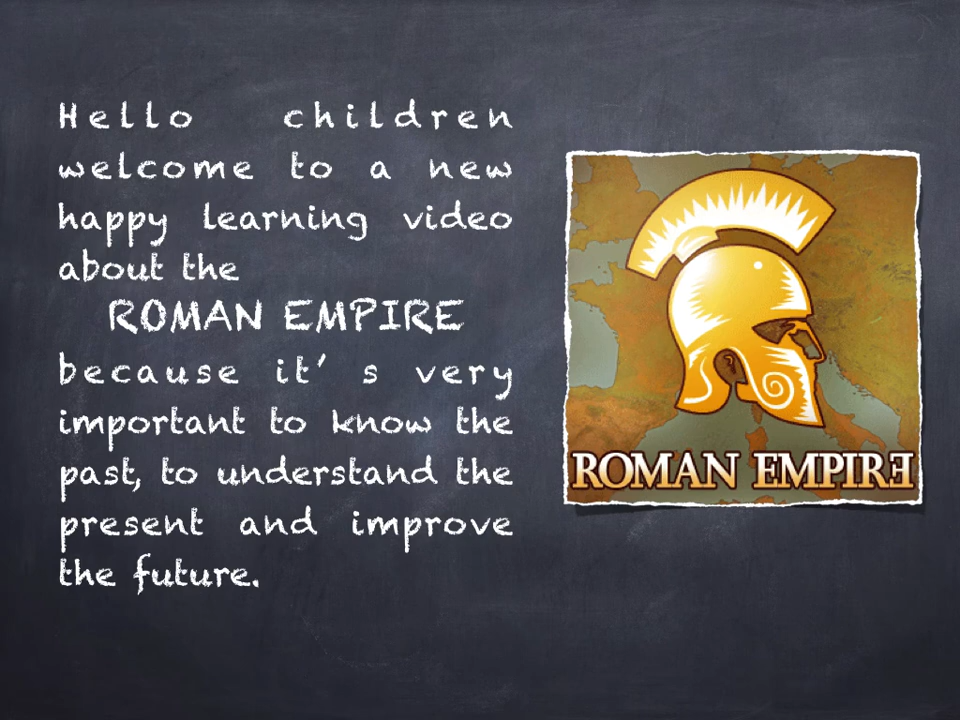 Hello children
welcome to a new
happy learning video
about the
ROMAN EMPIRE
because it’ s very
important to know the
past, to understand the
present and improve
the future.
ROMAN EMPIRƎ